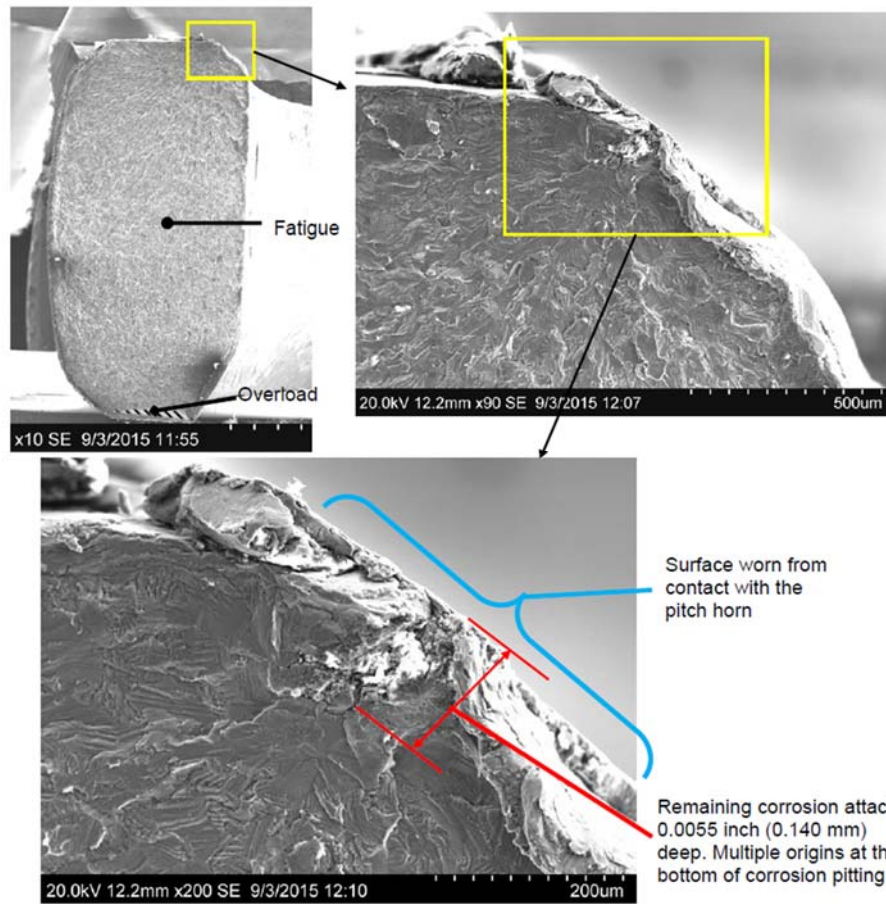 Fatigue
Overload
x10 SE 9/3/2015 11:55
20.0kV 12.2mm x90 SE 9/3/2015 12:07
500um
Surface worn from
contact with the
pitch horn
Remaining corrosion attac
0.0055 inch (0.140 mm)
deep. Multiple origins at th
bottom of corrosion pitting
20.0kV 12.2mm x200 SE 9/3/2015 12:10
200um